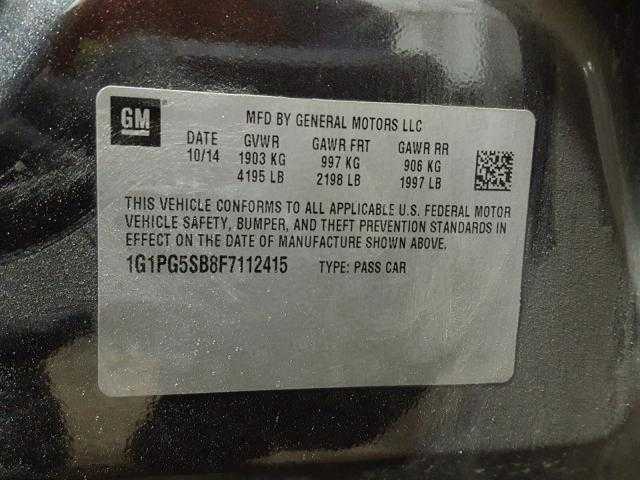 GM
MFD BY GENERAL MOTORS LLC
DATE GVWR GAWR FRT GAWR RR
10/14 1903 KG 997 KG 906 KG
4195 LB 2198 LB 1997 LB
THIS VEHICLE CONFORMS TO ALL APPLICABLE U.S. FEDERAL MOTOR
VEHICLE SAFETY, BUMPER, AND THEFT PREVENTION STANDARDS IN
EFFECT ON THE DATE OF MANUFACTURE SHOWN ABOVE.
1G1PG5SB8F7112415 TYPE: PASS CAR